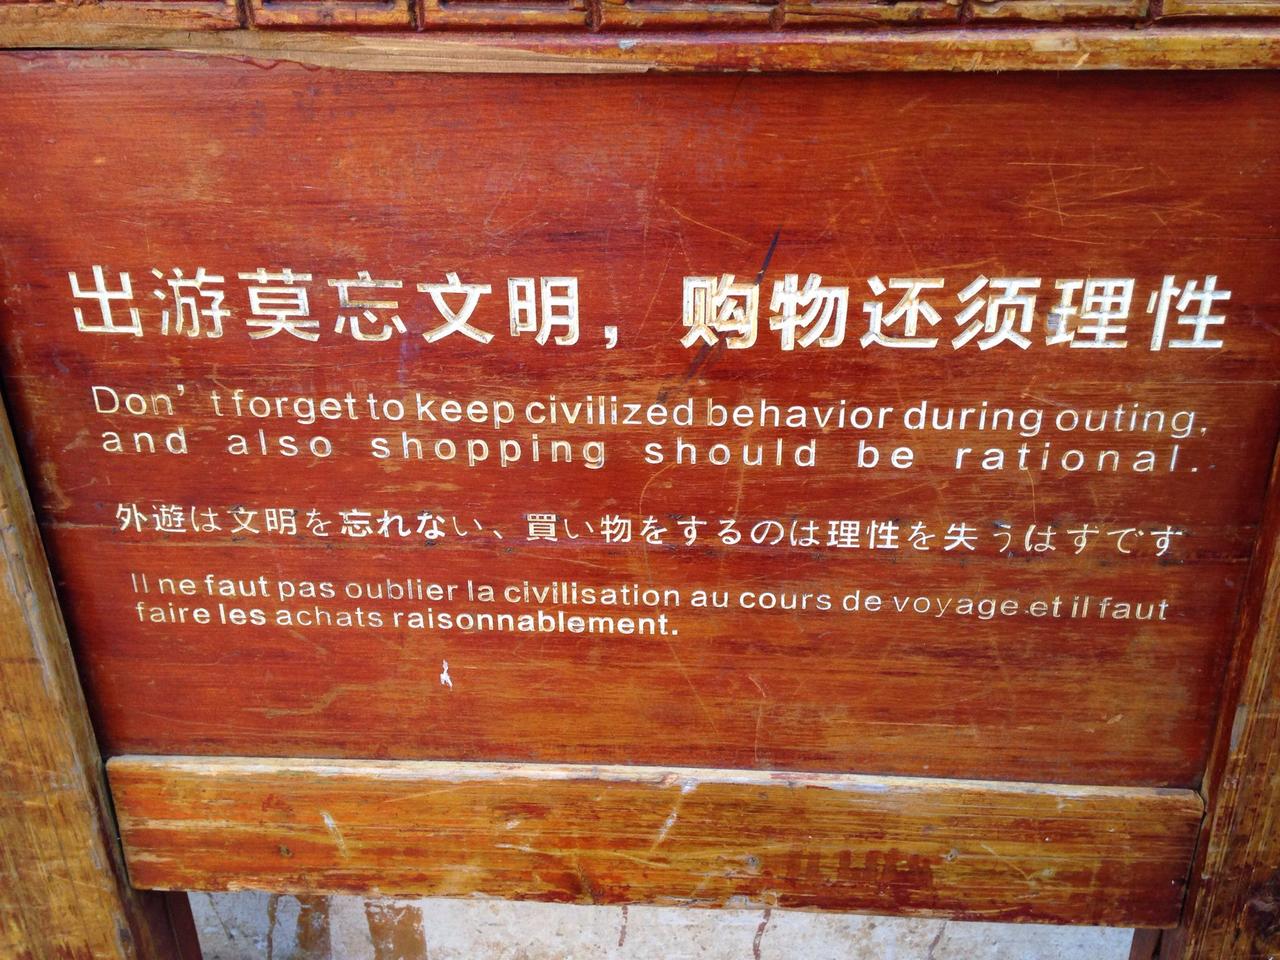 出游莫忘文明，购物还须理性
Don't forget to keep civilized behavior during outing,
and also shopping should be rational.
外遊は文明を忘れない、買い物をするのは理性を失うはずです
Il ne faut pas oublier la civilisation au cours de voyage et il faut
faire les achats raisonnablement.